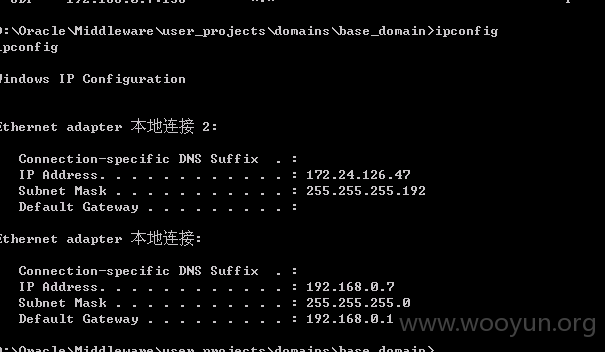 :\Oracle\Middleware\user_projects\domains\base_domain>ipconfig
ipconfig
Windows IP Configuration
Ethernet adapter 本地连接 2:
Connection-specific DNS Suffix . :
IP Address. . . . . . . . . . . . : 172.24.126.47
Subnet Mask . . . . . . . . . . . : 255.255.255.192
Default Gateway . . . . . . . . . :
Ethernet adapter 本地连接:
Connection-specific DNS Suffix . :
IP Address. . . . . . . . . . . . : 192.168.0.7
Subnet Mask . . . . . . . . . . . : 255.255.255.0
Default Gateway . . . . . . . . . : 192.168.0.1
www.wooyun.org
:\Oracle\Middleware\user_projects\domains\base_domain>